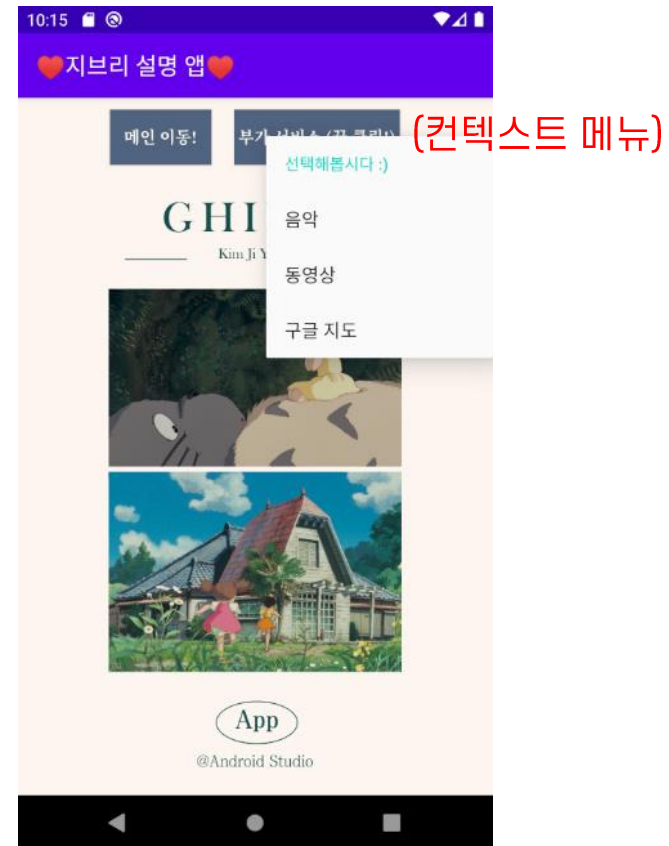 10:15
♥지브리 설명 앱♥
메인 이동!
(컨텍스트 메뉴)
선택해봅시다 :)
음악
동영상
구글 지도
GHI
Kim Ji Y
App
@Android Studio